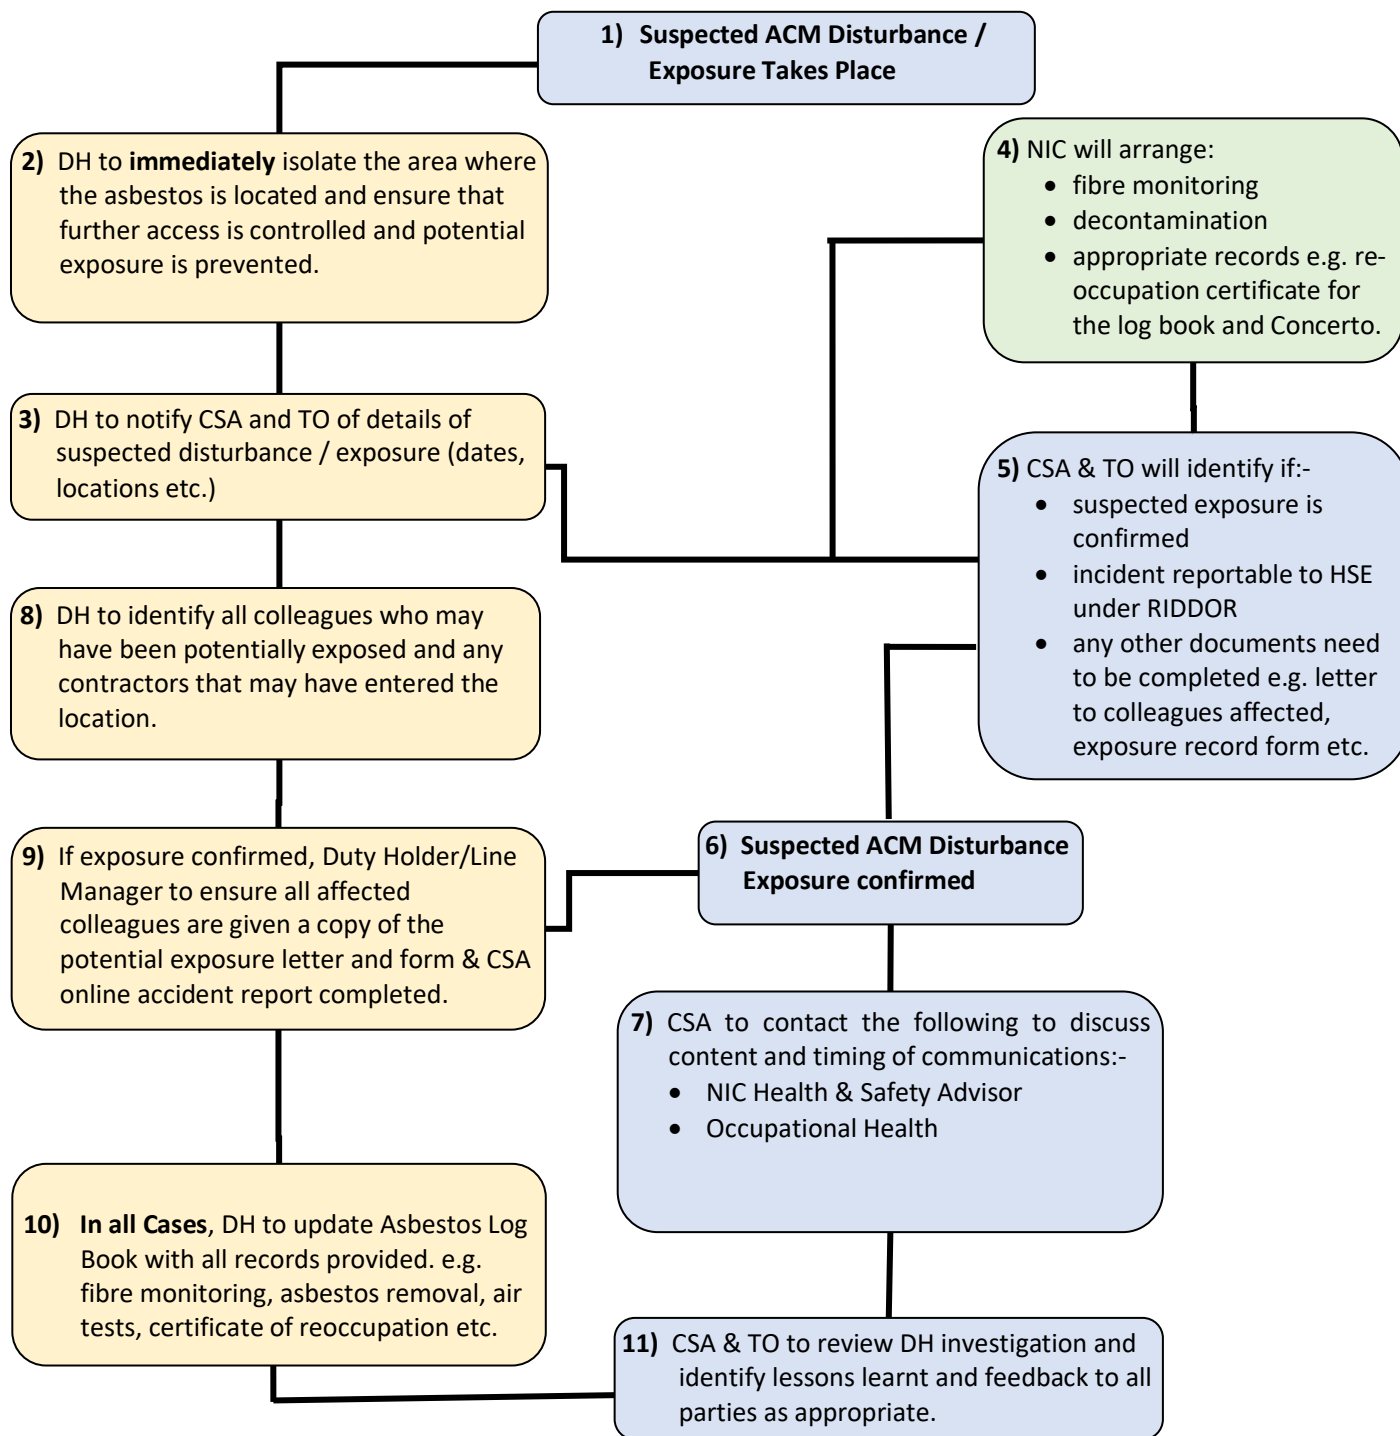 1) Suspected ACM Disturbance /
Exposure Takes Place
2) DH to immediately isolate the area where
the asbestos is located and ensure that
further access is controlled and potential
exposure is prevented.
3) DH to notify CSA and TO of details of
suspected disturbance / exposure (dates,
locations etc.)
4) NIC will arrange:
• fibre monitoring
• decontamination
• appropriate records e.g. re-
occupation certificate for
the log book and Concerto.
5) CSA & TO will identify if:-
• suspected exposure is
confirmed
• incident reportable to HSE
under RIDDOR
• any other documents need
to be completed e.g. letter
to colleagues affected,
exposure record form etc.
6) Suspected ACM Disturbance
Exposure confirmed
7) CSA to contact the following to discuss
content and timing of communications:-
• NIC Health & Safety Advisor
• Occupational Health
8) DH to identify all colleagues who may
have been potentially exposed and any
contractors that may have entered the
location.
9) If exposure confirmed, Duty Holder/Line
Manager to ensure all affected
colleagues are given a copy of the
potential exposure letter and form & CSA
online accident report completed.
10) In all Cases, DH to update Asbestos Log
Book with all records provided. e.g.
fibre monitoring, asbestos removal, air
tests, certificate of reoccupation etc.
11) CSA & TO to review DH investigation and
identify lessons learnt and feedback to all
parties as appropriate.